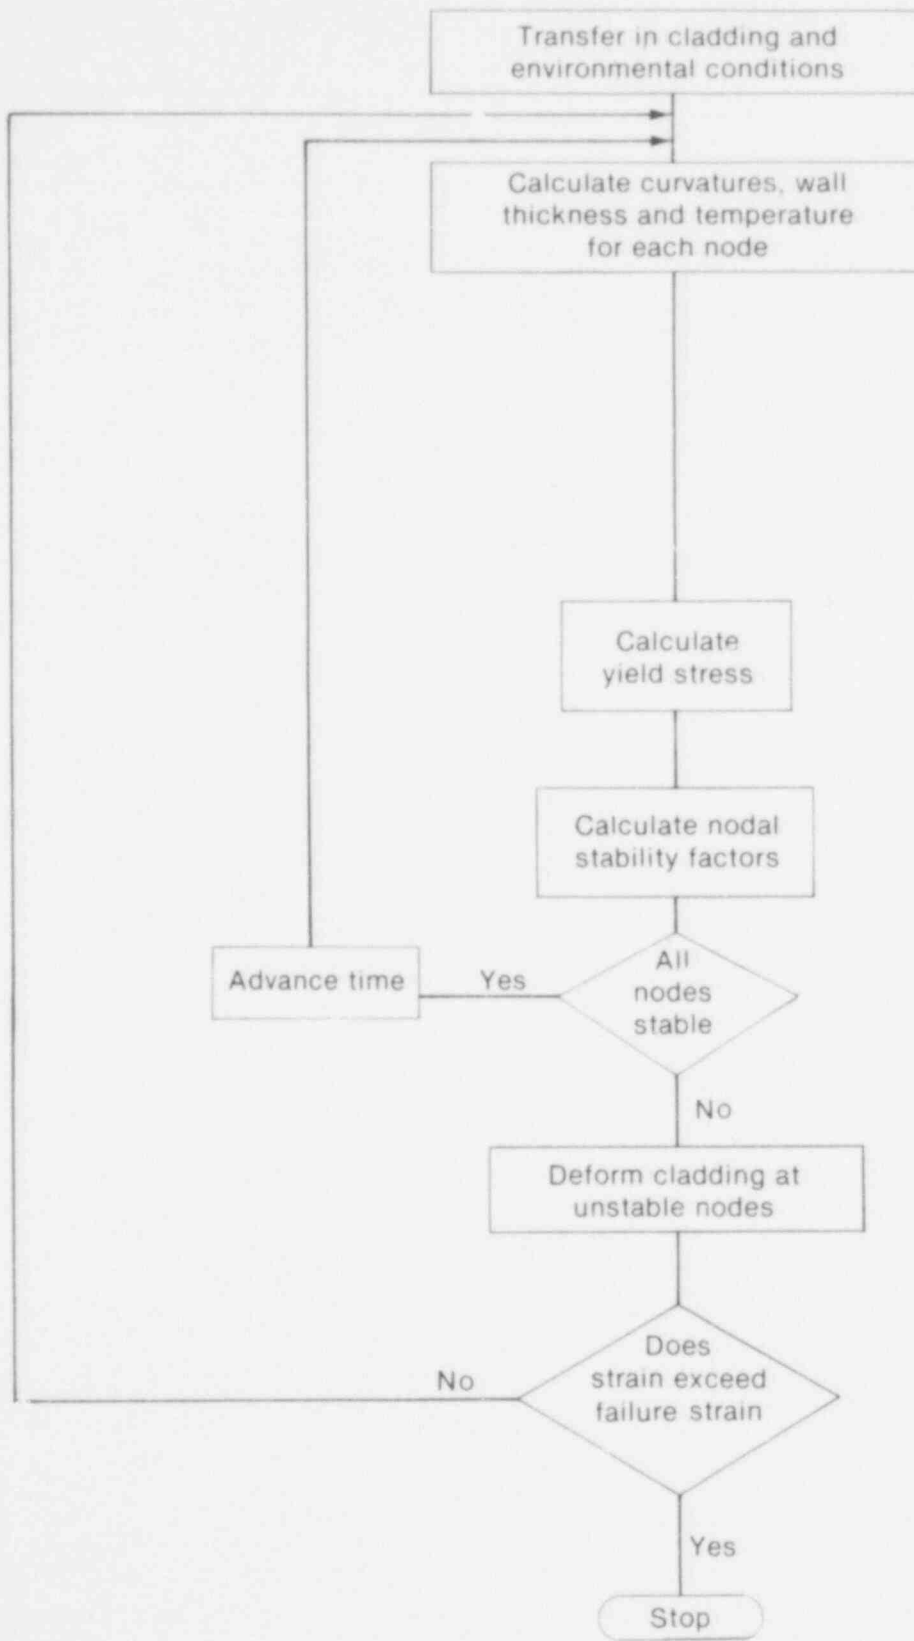 Transfer in cladding and
environmental conditions
Calculate curvatures, wall
thickness and temperature
for each node
Calculate
yield stress
Calculate nodal
stability factors
All
nodes
stable
Yes
Advance time
No
Deform cladding at
unstable nodes
Does
strain exceed
failure strain
No
Yes
Stop